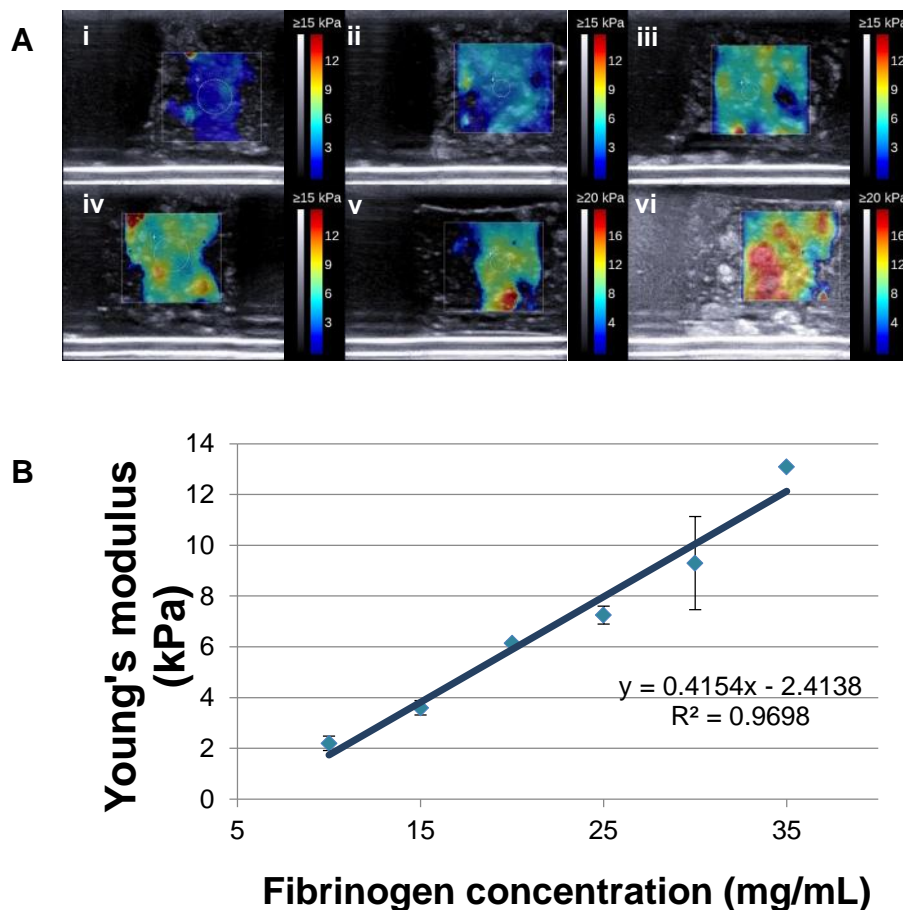 A
i
≥15 kPa
12
9
6
3
ii
≥15 kPa
12
9
6
3
iii
≥15 kPa
12
9
6
3
iv
≥15 kPa
12
9
6
3
v
≥20 kPa
16
12
8
4
vi
≥20 kPa
16
12
8
4
B
Young's modulus
(kPa)
14
12
10
8
6
4
2
0
y = 0.4154x - 2.4138
R² = 0.9698
5
15
25
35
Fibrinogen concentration (mg/mL)